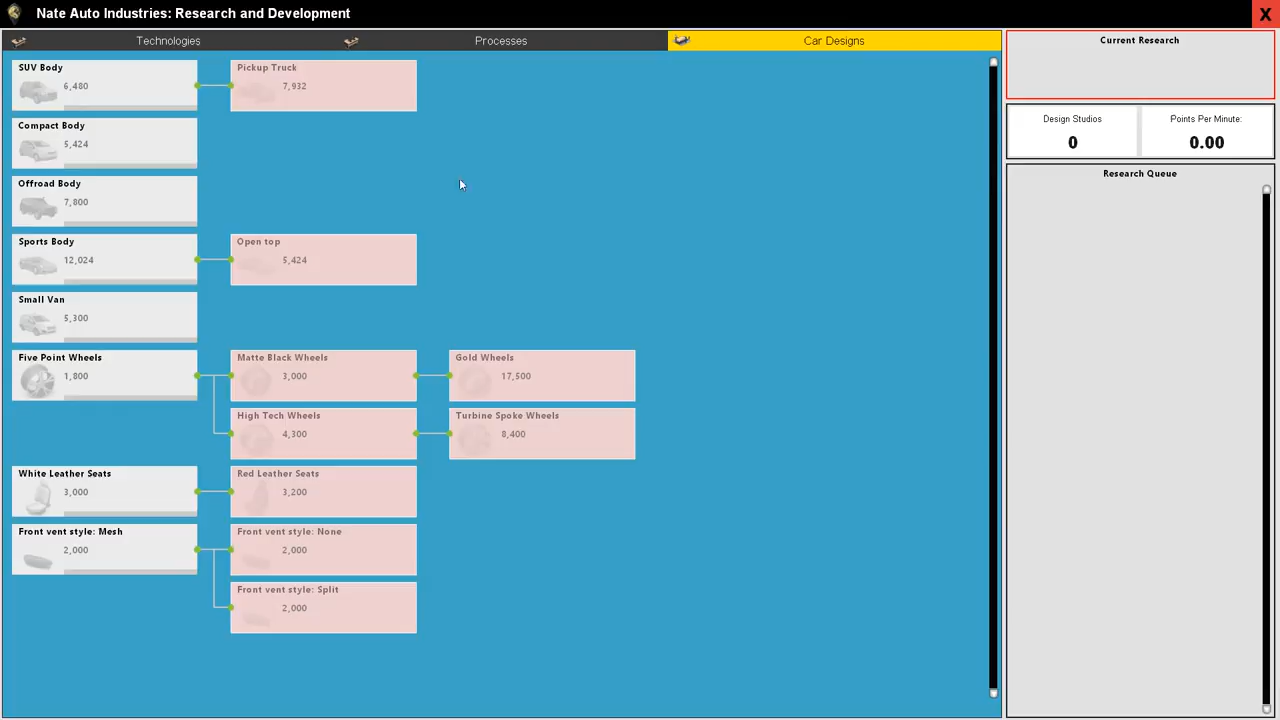 Nate Auto Industries: Research and Development
X
Technologies
Processes
Car Designs
SUV Body
6,480
Pickup Truck
7,932
Compact Body
5,424
Offroad Body
7,800
Sports Body
12,024
Open top
5,424
Small Van
5,300
Five Point Wheels
1,800
Matte Black Wheels
3,000
Gold Wheels
17,500
High Tech Wheels
4,300
Turbine Spoke Wheels
8,400
White Leather Seats
3,000
Red Leather Seats
3,200
Front vent style: Mesh
2,000
Front vent style: None
2,000
Front vent style: Split
2,000
Current Research
Design Studios
0
Points Per Minute:
0.00
Research Queue